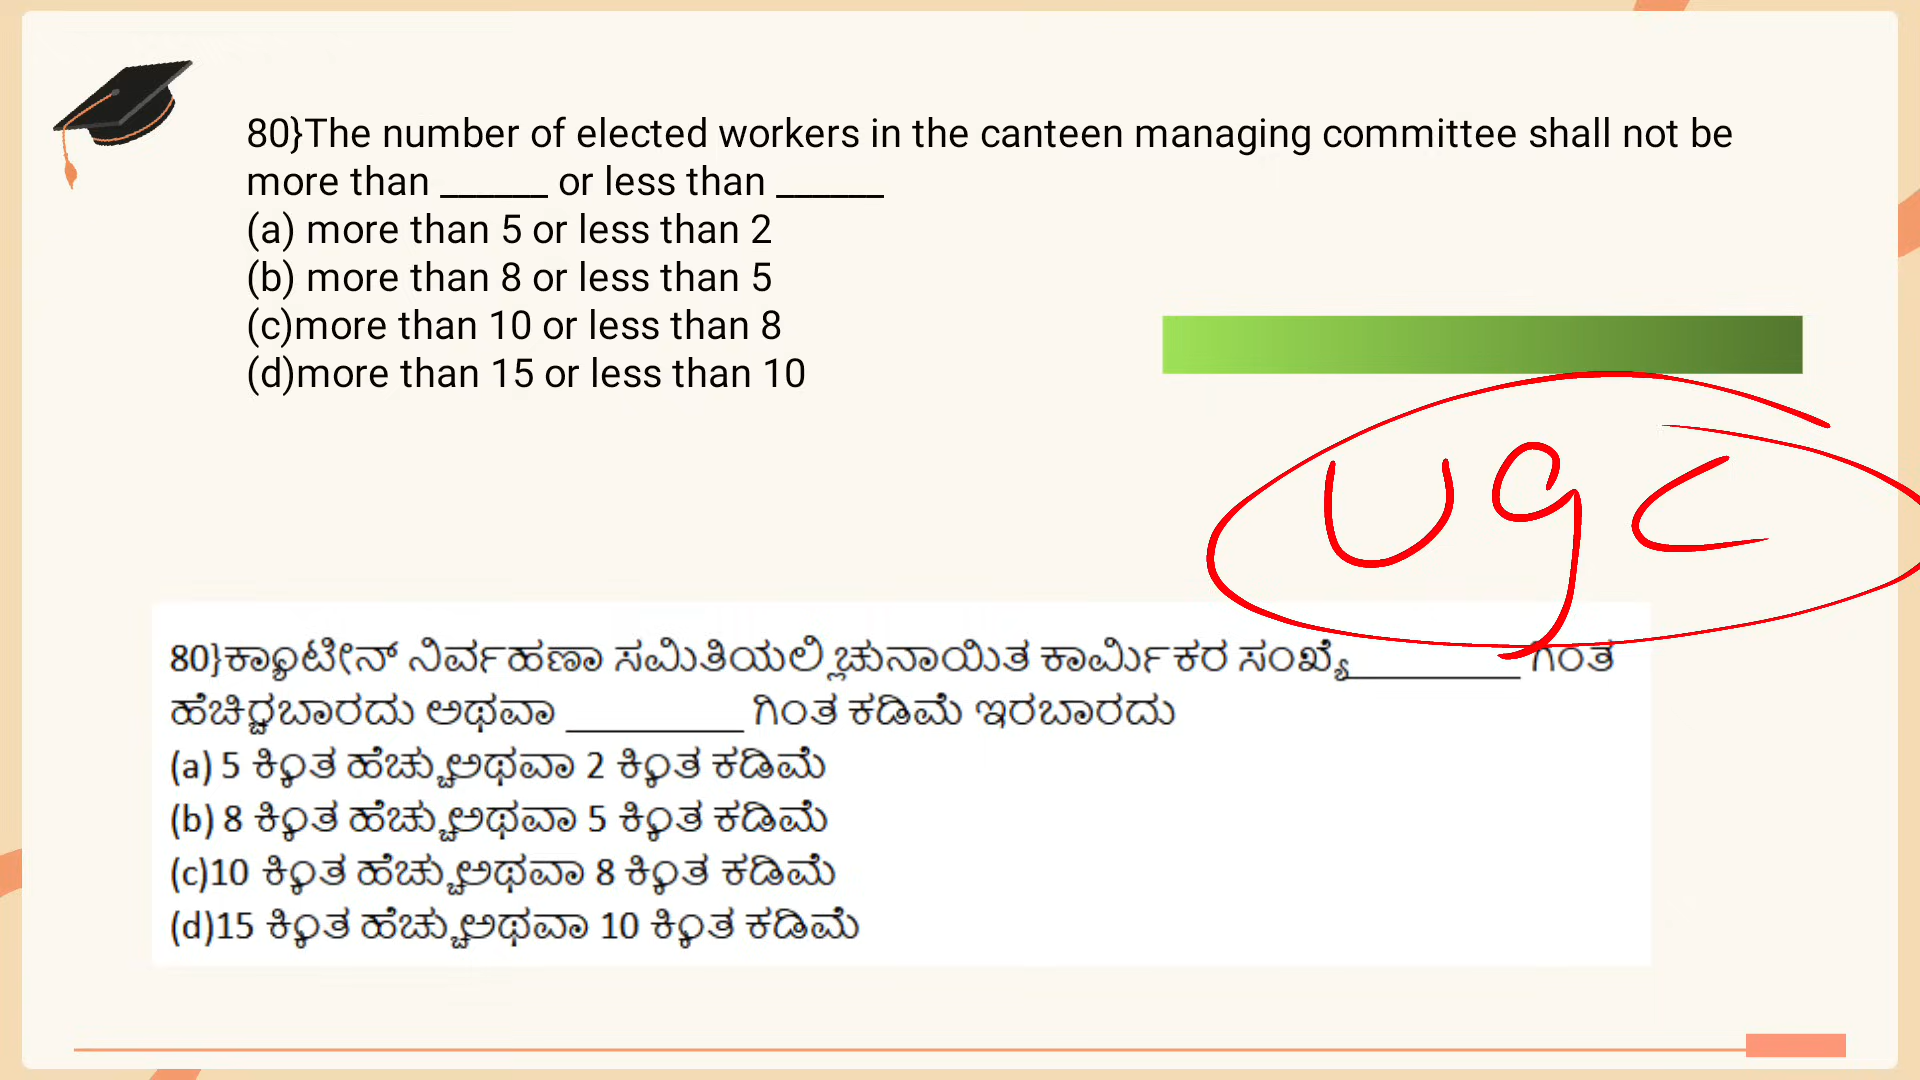 80}The number of elected workers in the canteen managing committee shall not be
more than ______ or less than ______
(a) more than 5 or less than 2
(b) more than 8 or less than 5
(c)more than 10 or less than 8
(d)more than 15 or less than 10
ugc
80}ಕ್ಯಾಂಟೀನ್ ನಿರ್ವಹಣಾ ಸಮಿತಿಯಲ್ಲಿ ಚುನಾಯಿತ ಕಾರ್ಮಿಕರ ಸಂಖ್ಯೆ_________ ಗಿಂತ
ಹೆಚ್ಚಿರಬಾರದು ಅಥವಾ _________ ಗಿಂತ ಕಡಿಮೆ ಇರಬಾರದು
(a) 5 ಕ್ಕಿಂತ ಹೆಚ್ಚು ಅಥವಾ 2 ಕ್ಕಿಂತ ಕಡಿಮೆ
(b) 8 ಕ್ಕಿಂತ ಹೆಚ್ಚು ಅಥವಾ 5 ಕ್ಕಿಂತ ಕಡಿಮೆ
(c)10 ಕ್ಕಿಂತ ಹೆಚ್ಚು ಅಥವಾ 8 ಕ್ಕಿಂತ ಕಡಿಮೆ
(d)15 ಕ್ಕಿಂತ ಹೆಚ್ಚು ಅಥವಾ 10 ಕ್ಕಿಂತ ಕಡಿಮೆ